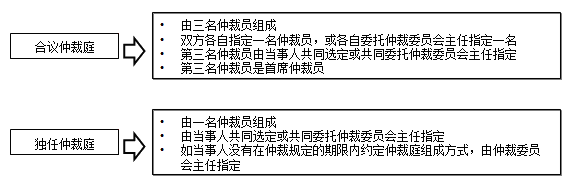 合议仲裁庭
• 由三名仲裁员组成
• 双方各自指定一名仲裁员，或各自委托仲裁委员会主任指定一名
• 第三名仲裁员由当事人共同选定或共同委托仲裁委员会主任指定
• 第三名仲裁员是首席仲裁员
独任仲裁庭
• 由一名仲裁员组成
• 由当事人共同选定或共同委托仲裁委员会主任指定
• 如当事人没有在仲裁规定的期限内约定仲裁庭组成方式，由仲裁委员
会主任指定